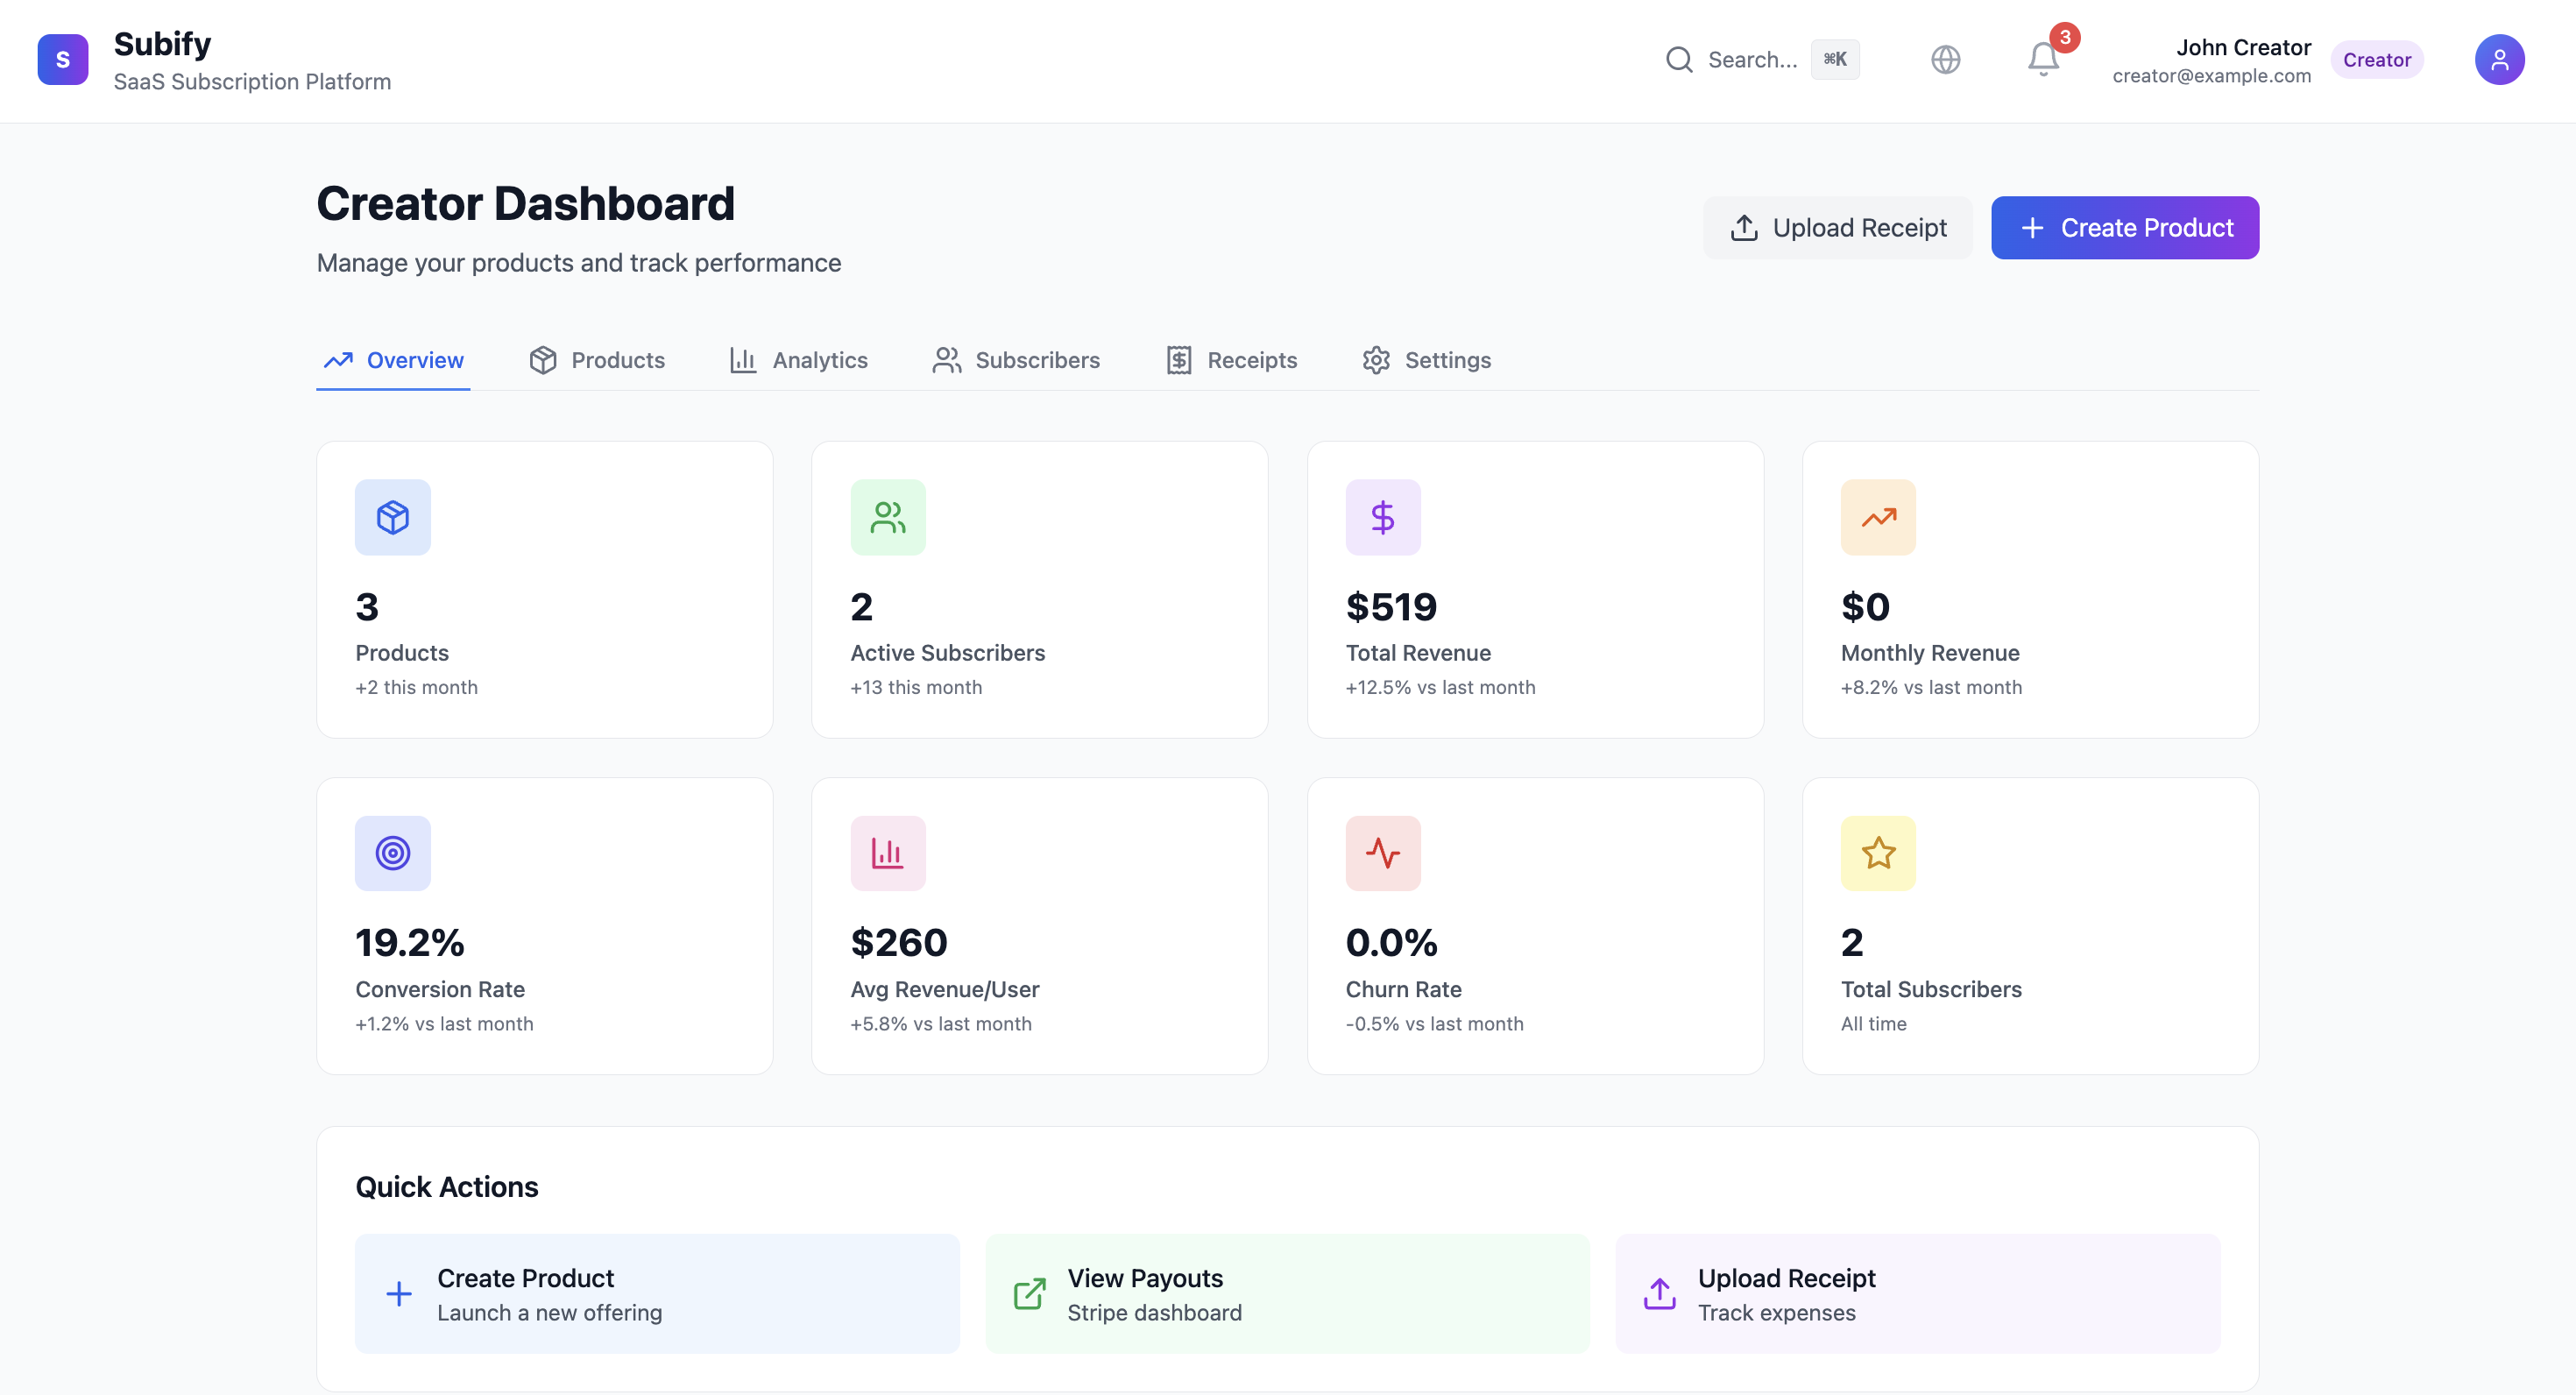 S
Subify
SaaS Subscription Platform
Search...
⌘K
3
John Creator
creator@example.com
Creator
Creator Dashboard
Manage your products and track performance
Upload Receipt
Create Product
Overview
Products
Analytics
Subscribers
Receipts
Settings
3
Products
+2 this month
2
Active Subscribers
+13 this month
$519
Total Revenue
+12.5% vs last month
$0
Monthly Revenue
+8.2% vs last month
19.2%
Conversion Rate
+1.2% vs last month
$260
Avg Revenue/User
+5.8% vs last month
0.0%
Churn Rate
-0.5% vs last month
2
Total Subscribers
All time
Quick Actions
Create Product
Launch a new offering
View Payouts
Stripe dashboard
Upload Receipt
Track expenses